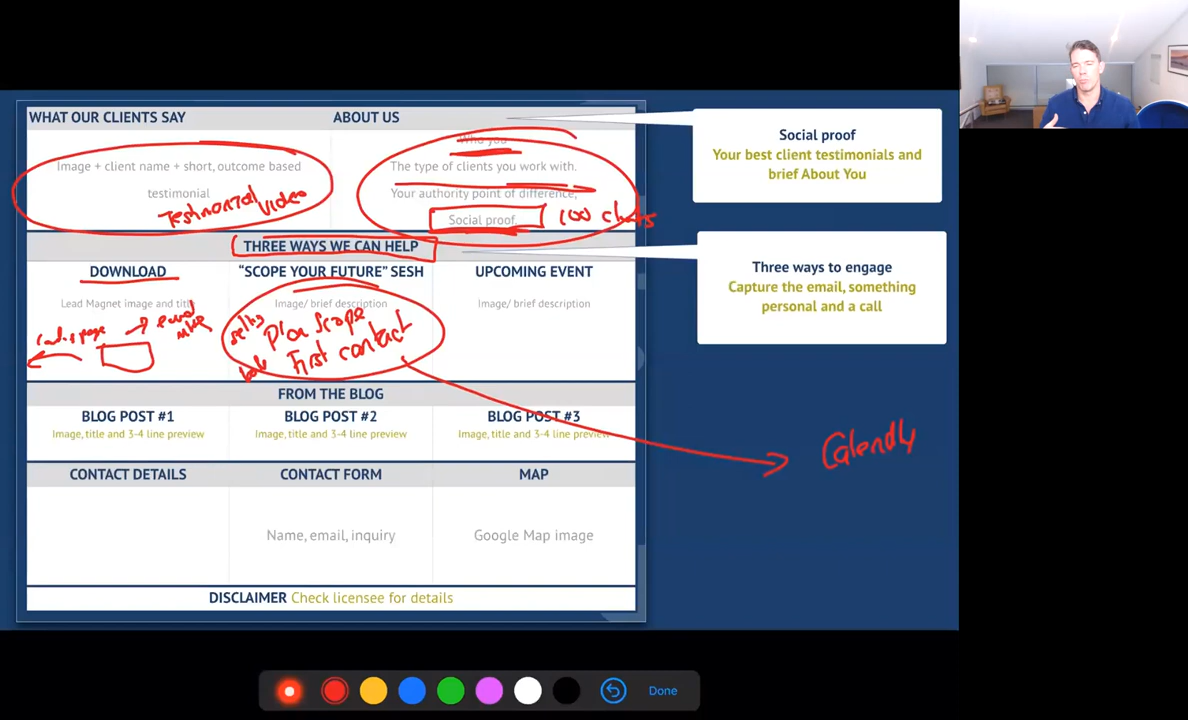 WHAT OUR CLIENTS SAY
ABOUT US
Image + client name + short, outcome based
testimonial
Testimonial video
Who you
The type of clients you work with.
Your authority point of difference,
Social proof.
100
Social proof
Your best client testimonials and
brief About You
THREE WAYS WE CAN HELP
DOWNLOAD
Lead Magnet image and title
"SCOPE YOUR FUTURE" SESH
Image/ brief description
Plan Scope
First contact
UPCOMING EVENT
Image/ brief description
Three ways to engage
Capture the email, something
personal and a call
FROM THE BLOG
BLOG POST #1
Image, title and 3-4 line preview
BLOG POST #2
Image, title and 3-4 line preview
BLOG POST #3
Image, title and 3-4 line preview
Calendly
CONTACT DETAILS
CONTACT FORM
Name, email, inquiry
MAP
Google Map image
DISCLAIMER Check licensee for details
Done